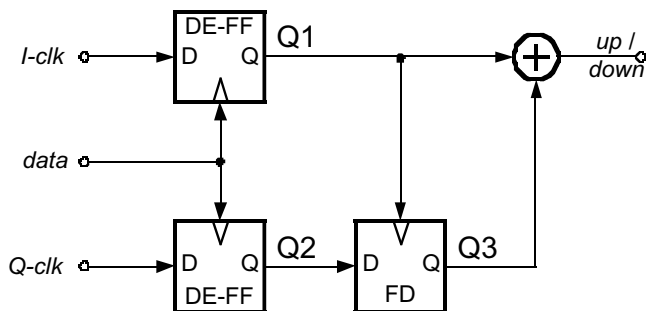 DE-FF
Q1
I-clk
D Q
up /
down
data
Q-clk
D Q
DE-FF
Q2
D Q
FD
Q3